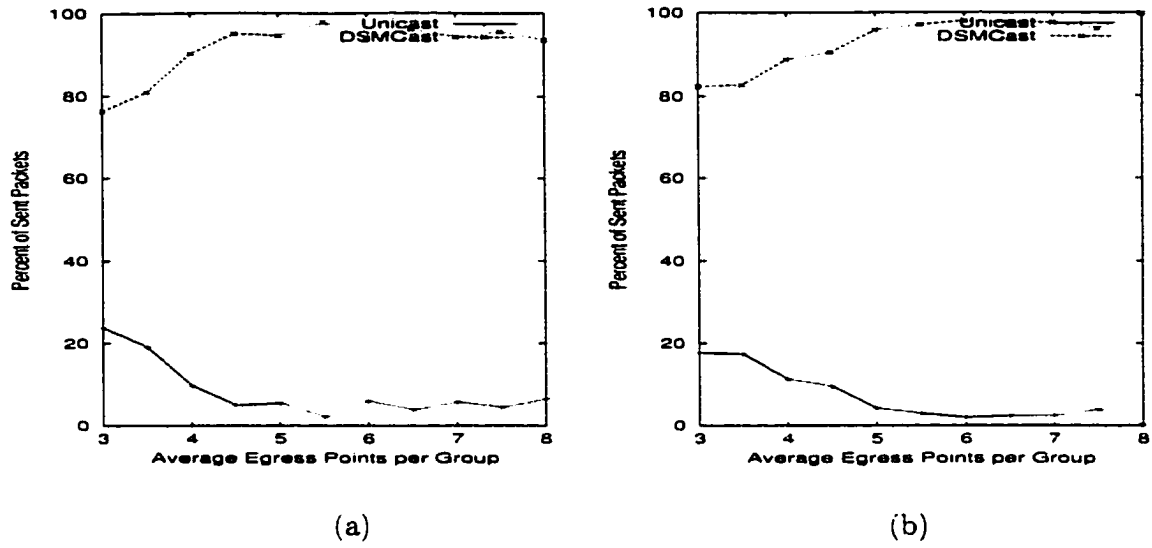 100
80
60
40
20
0
3 4 5 6 7 8
Percent of Sent Packets
Average Egress Points per Group
Unicast
DSMCast
(a)
100
80
60
40
20
0
3 4 5 6 7 8
Percent of Sent Packets
Average Egress Points per Group
Unicast
DSMCast
(b)